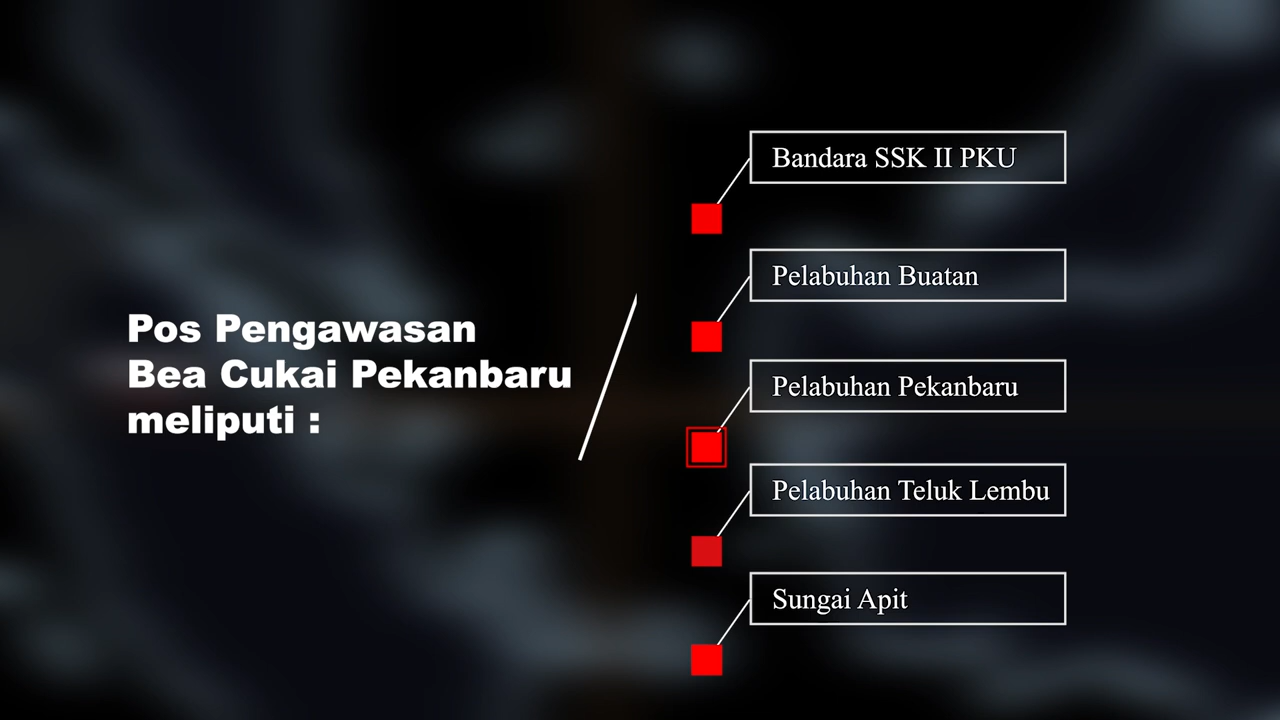 Pos Pengawasan
Bea Cukai Pekanbaru
meliputi :
Bandara SSK II PKU
Pelabuhan Buatan
Pelabuhan Pekanbaru
Pelabuhan Teluk Lembu
Sungai Apit